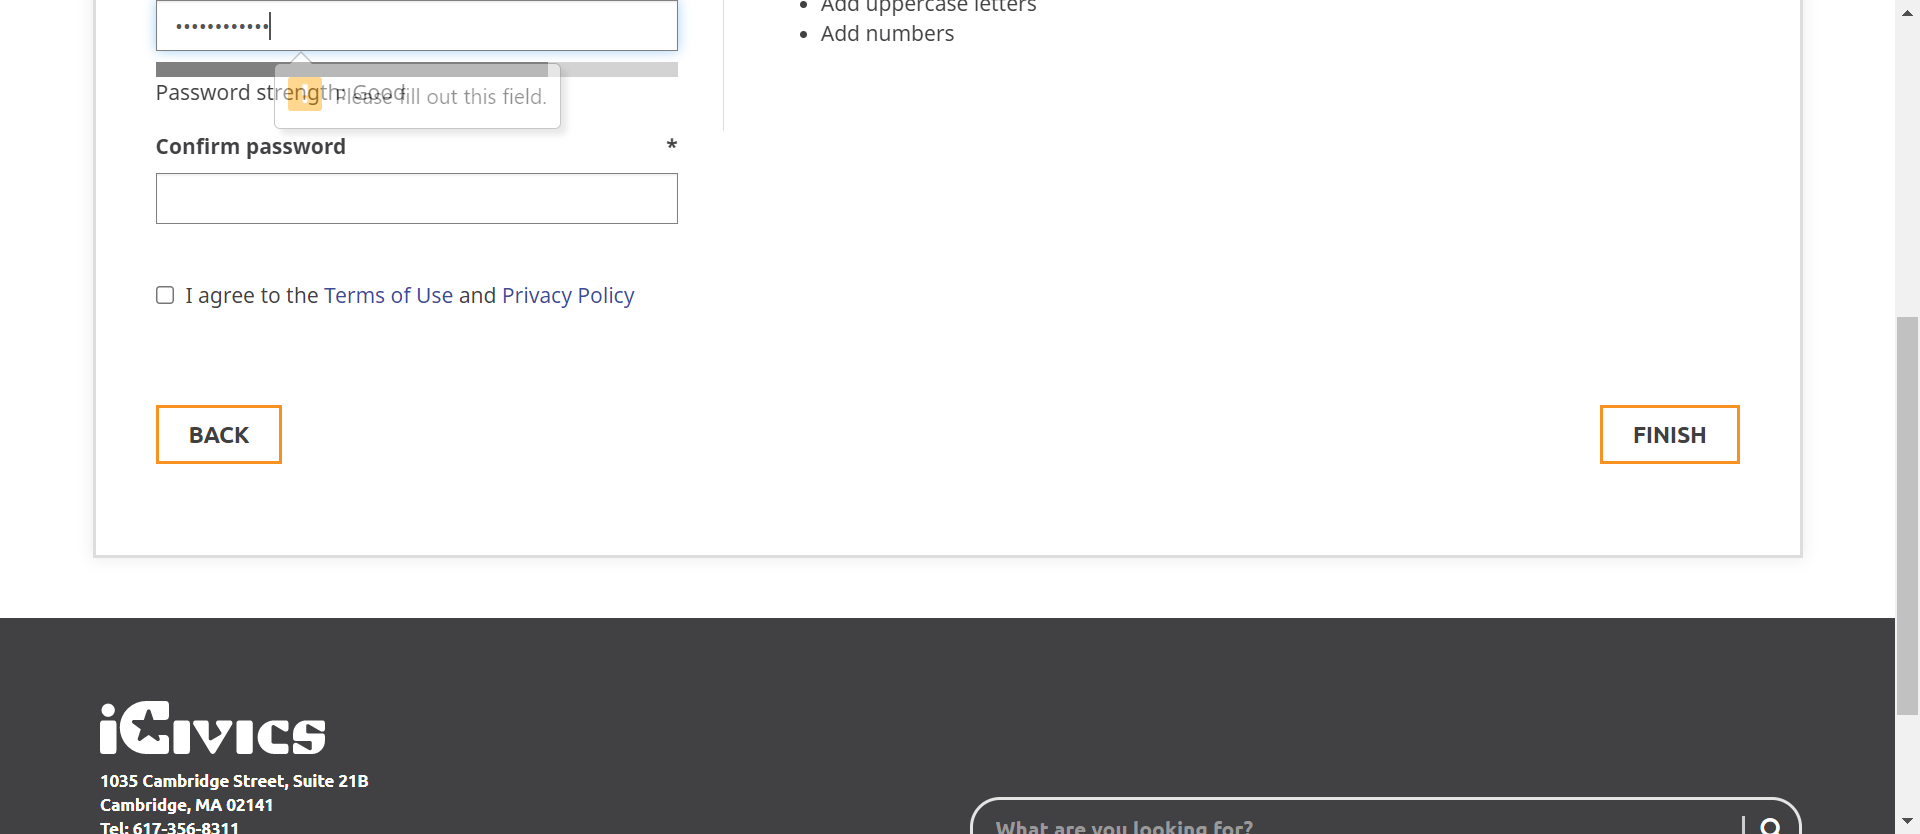 Add uppercase letters
Add numbers
••••••••••••
Password strength: Good
Please fill out this field.
Confirm password *
I agree to the Terms of Use and Privacy Policy
BACK
FINISH
iCivics
1035 Cambridge Street, Suite 21B
Cambridge, MA 02141
Tel: 617-356-8311
What are you looking for?